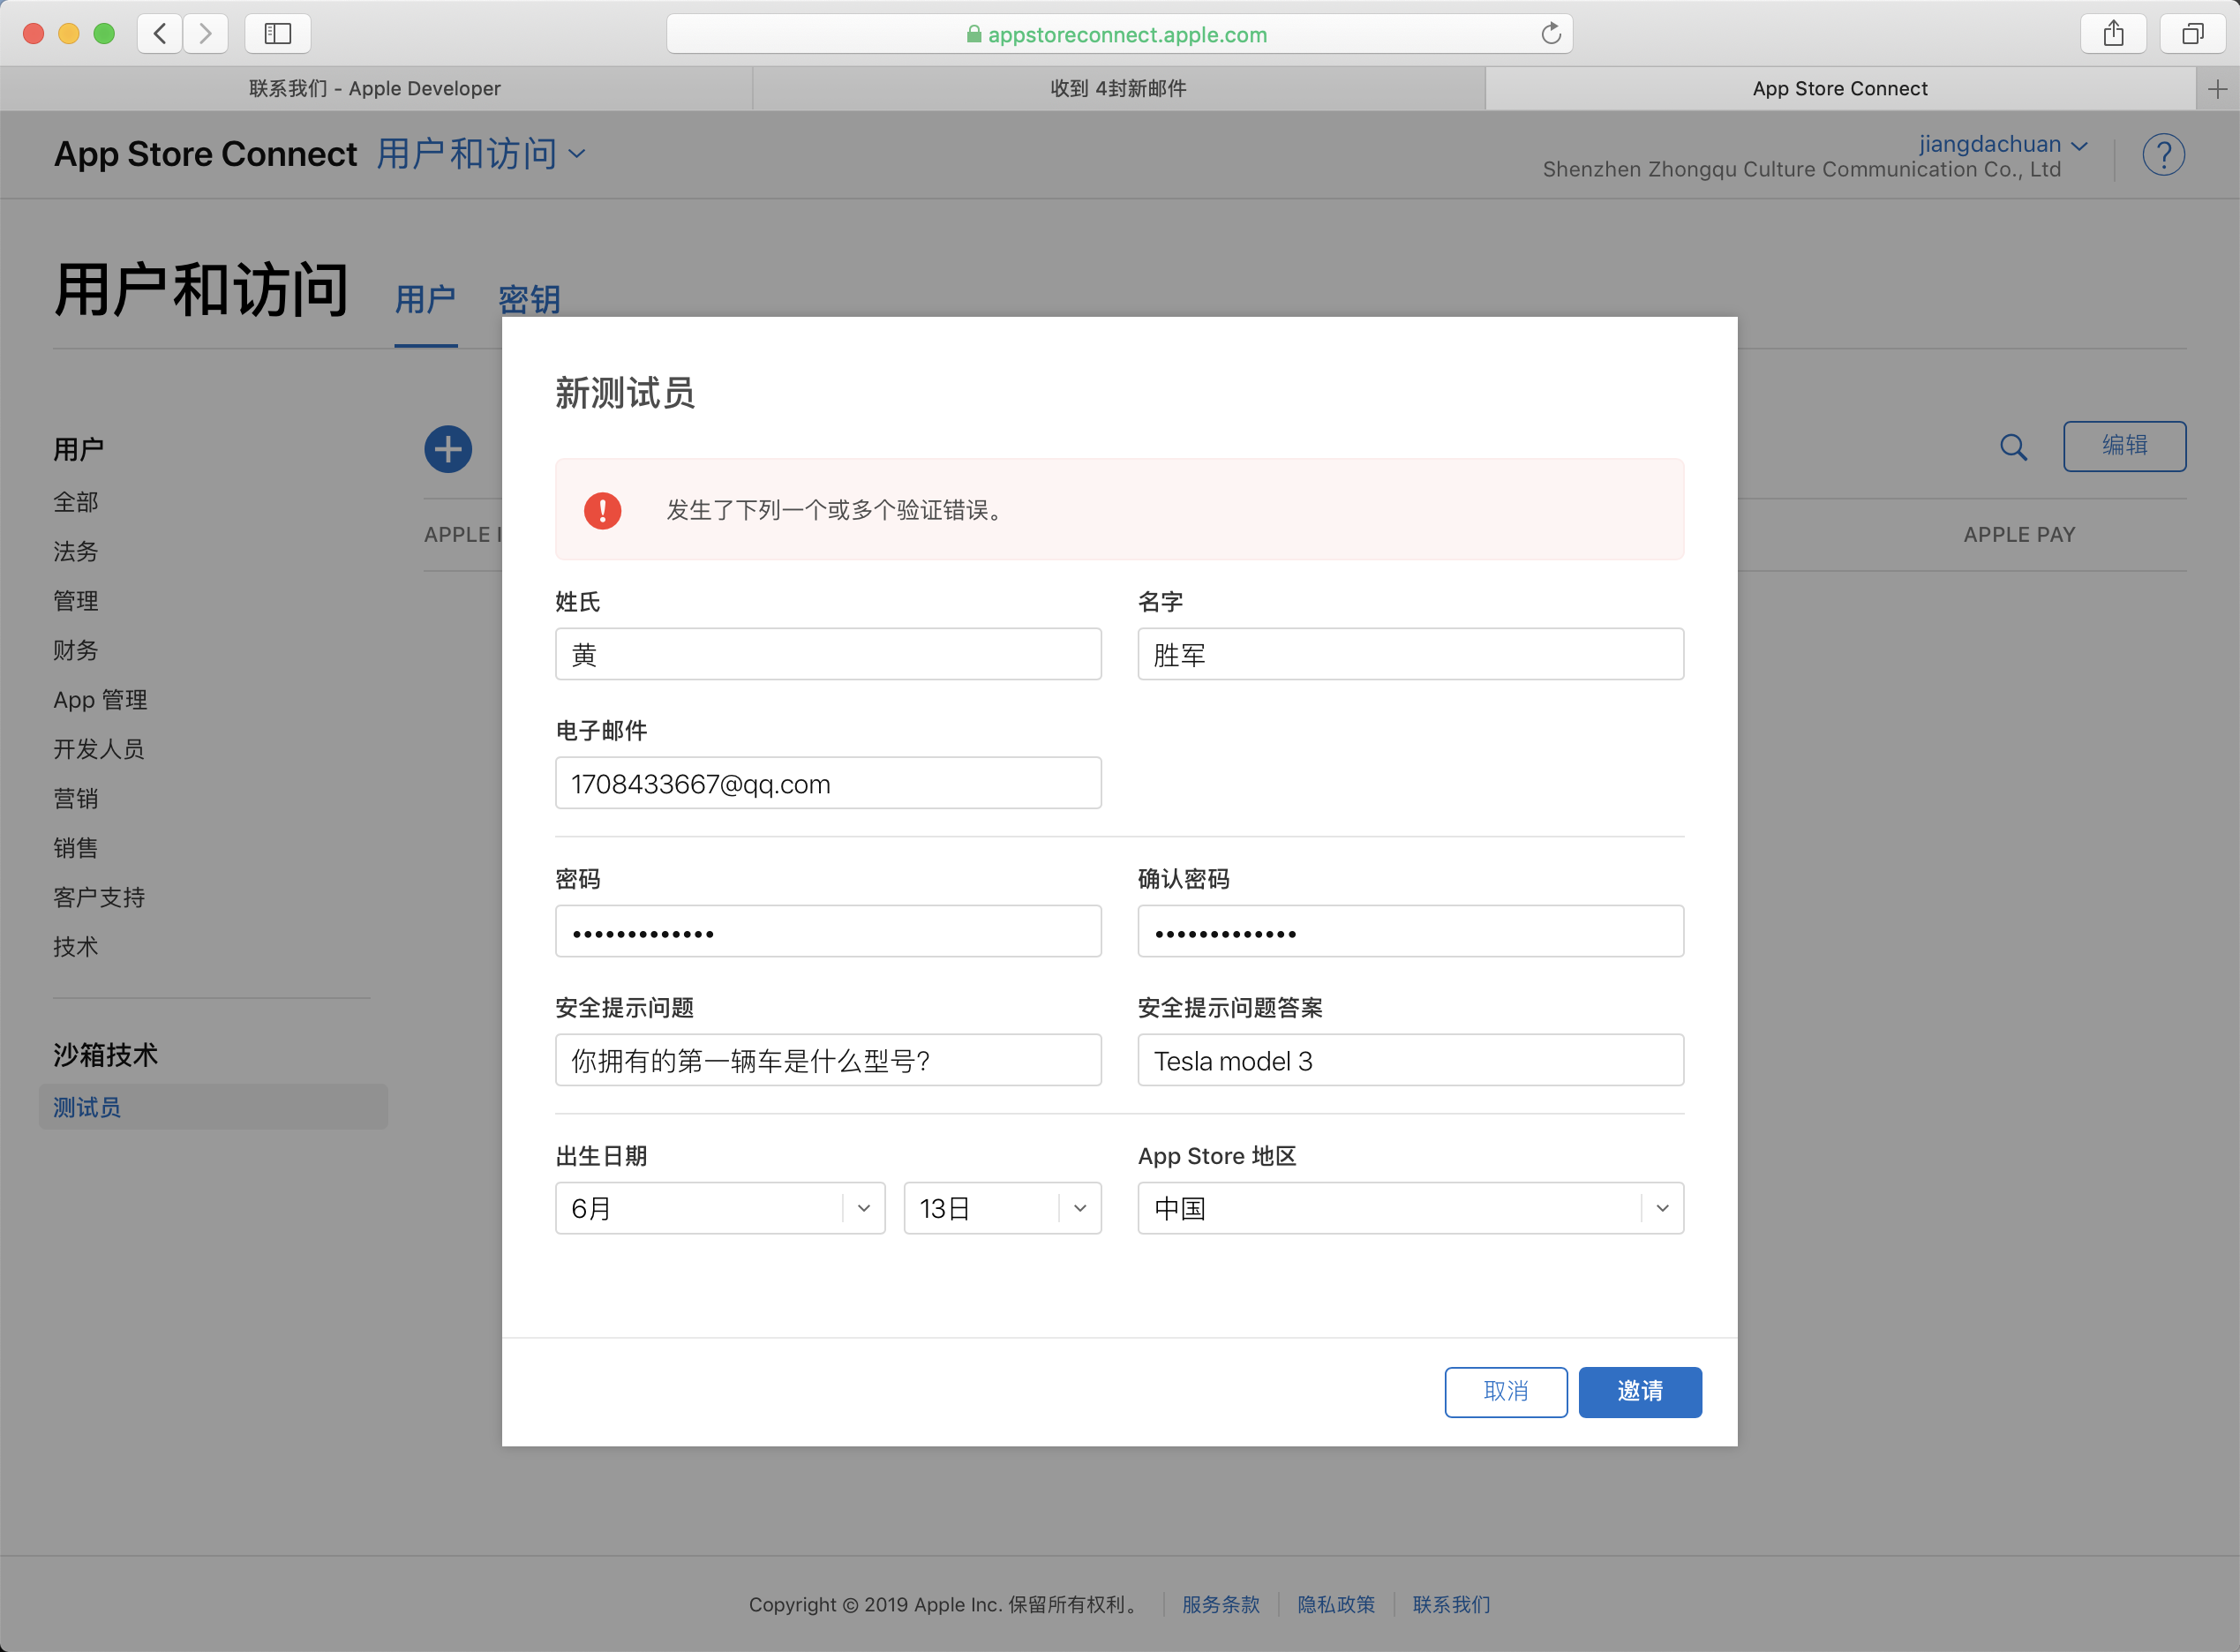 appstoreconnect.apple.com
联系我们 - Apple Developer
收到 4封新邮件
App Store Connect
App Store Connect 用户和访问
jiangdachuan
Shenzhen Zhongqu Culture Communication Co., Ltd
?
用户和访问 用户 密钥
用户
全部
法务
管理
财务
App 管理
开发人员
营销
销售
客户支持
技术
沙箱技术
测试员
编辑
APPLE I
APPLE PAY
新测试员
发生了下列一个或多个验证错误。
姓氏 名字
黄 胜军
电子邮件
1708433667@qq.com
密码 确认密码
••••••••••••• •••••••••••••
安全提示问题 安全提示问题答案
你拥有的第一辆车是什么型号? Tesla model 3
出生日期 App Store 地区
6月 13日 中国
取消 邀请
Copyright © 2019 Apple Inc. 保留所有权利。 服务条款 隐私政策 联系我们